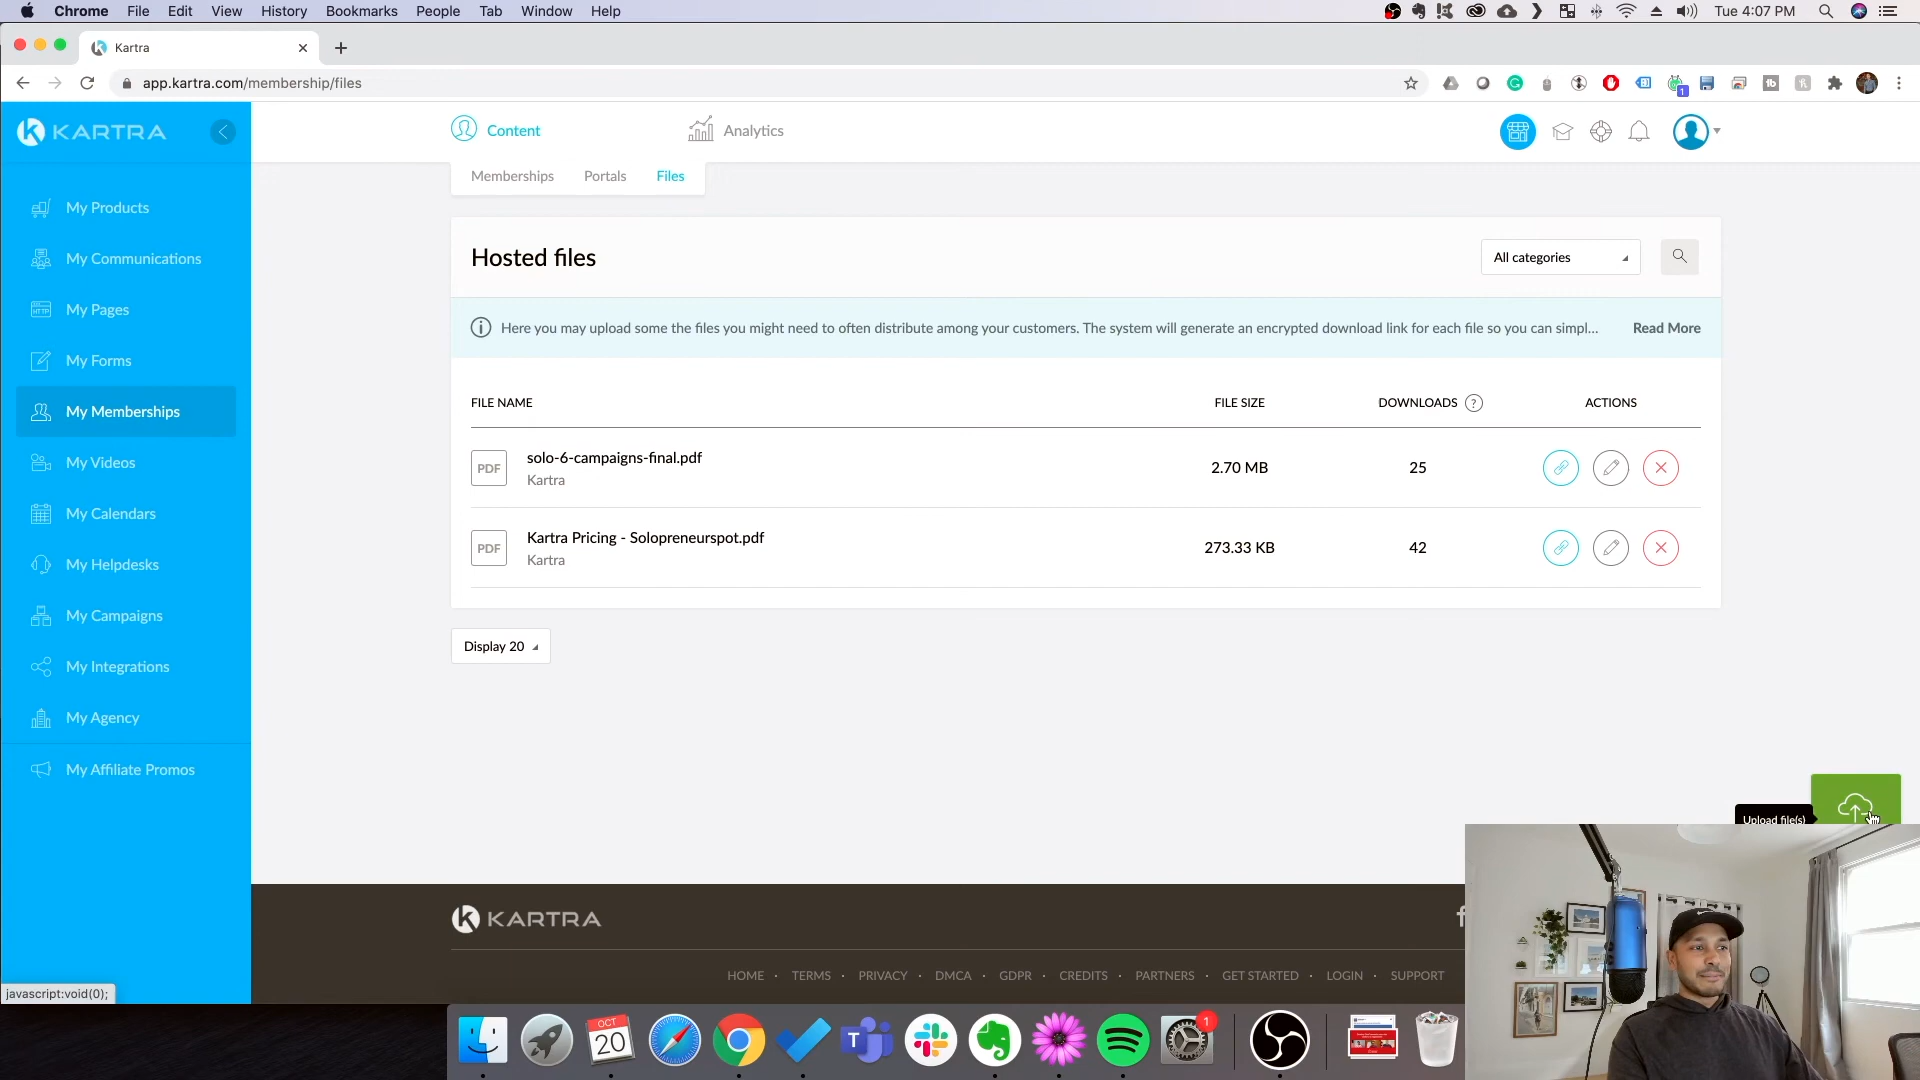 Chrome File Edit View History Bookmarks People Tab Window Help
Tue 4:07 PM
Kartra
app.kartra.com/membership/files
1
KARTRA
Content
Analytics
Memberships
Portals
Files
My Products
My Communications
My Pages
My Forms
My Memberships
My Videos
My Calendars
My Helpdesks
My Campaigns
My Integrations
My Agency
My Affiliate Promos
Hosted files
All categories
Here you may upload some the files you might need to often distribute among your customers. The system will generate an encrypted download link for each file so you can simpl...
Read More
FILE NAME
FILE SIZE
DOWNLOADS ?
ACTIONS
PDF
solo-6-campaigns-final.pdf
Kartra
2.70 MB
25
PDF
Kartra Pricing - Solopreneurspot.pdf
Kartra
273.33 KB
42
Display 20
Upload file(s)
KARTRA
HOME · TERMS · PRIVACY · DMCA · GDPR · CREDITS · PARTNERS · GET STARTED · LOGIN · SUPPORT
javascript:void(0);
OCT
20
T
1